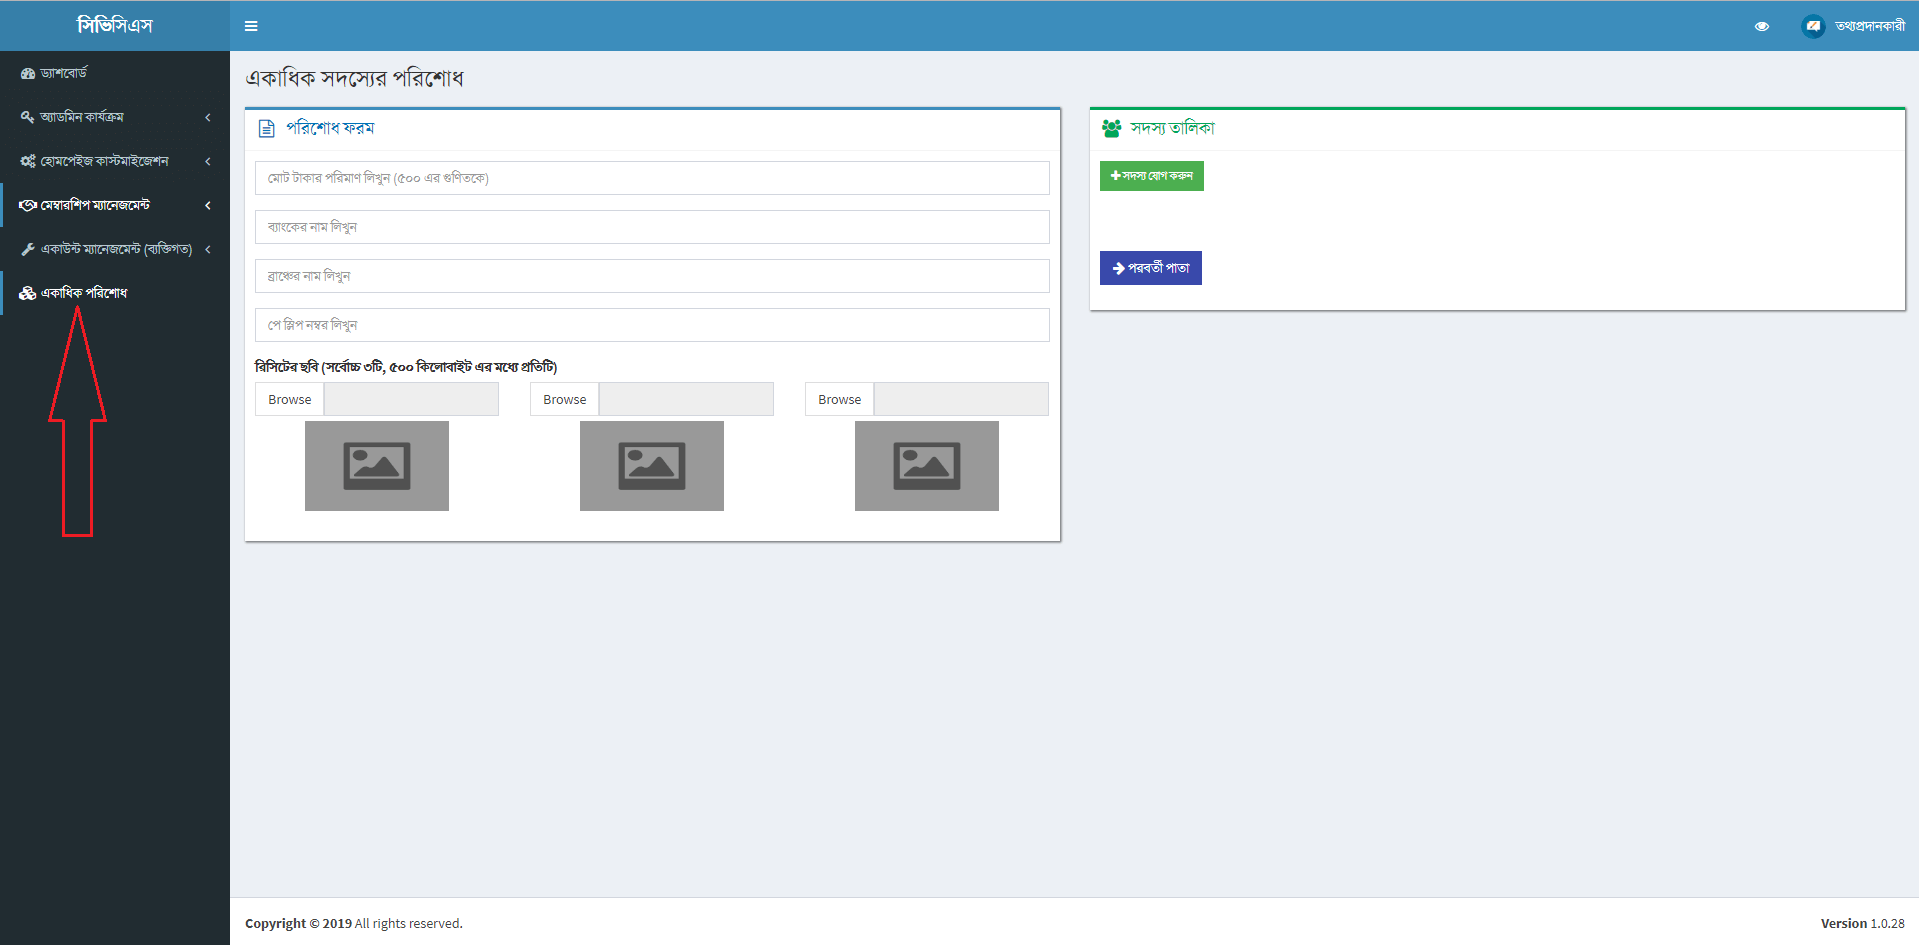 সিভিসিএস
তথ্যপ্রদানকারী
ড্যাশবোর্ড
অ্যাডমিন কার্যক্রম
হোমপেইজ কাস্টমাইজেশন
মেম্বারশিপ ম্যানেজমেন্ট
একাউন্ট ম্যানেজমেন্ট (ব্যক্তিগত)
একাধিক পরিশোধ
একাধিক সদস্যের পরিশোধ
পরিশোধ ফরম
মোট টাকার পরিমাণ লিখুন (৫০০ এর গুণিতকে)
ব্যাংকের নাম লিখুন
ব্রাঞ্চের নাম লিখুন
পে স্লিপ নম্বর লিখুন
রিসিটের ছবি (সর্বোচ্চ ৩টি, ৫০০ কিলোবাইট এর মধ্যে প্রতিটি)
Browse Browse Browse
সদস্য তালিকা
সদস্য যোগ করুন
পরবর্তী পাতা
Copyright © 2019 All rights reserved.
Version 1.0.28